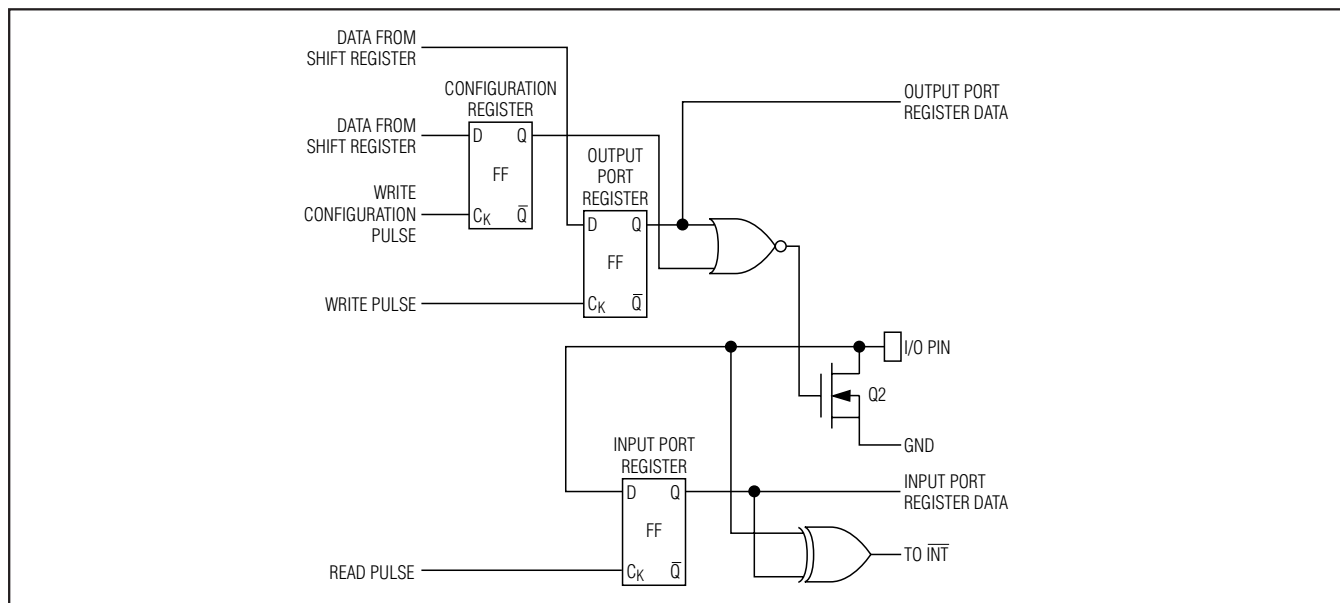 DATA FROM
SHIFT REGISTER
CONFIGURATION
REGISTER
OUTPUT PORT
REGISTER DATA
DATA FROM
SHIFT REGISTER
D
Q
FF
OUTPUT
PORT
REGISTER
WRITE
CONFIGURATION
PULSE
CK
Q̅
D
Q
FF
WRITE PULSE
CK
Q̅
I/O PIN
Q2
GND
INPUT PORT
REGISTER
D
Q
INPUT PORT
REGISTER DATA
FF
TO I̅N̅T̅
READ PULSE
CK
Q̅